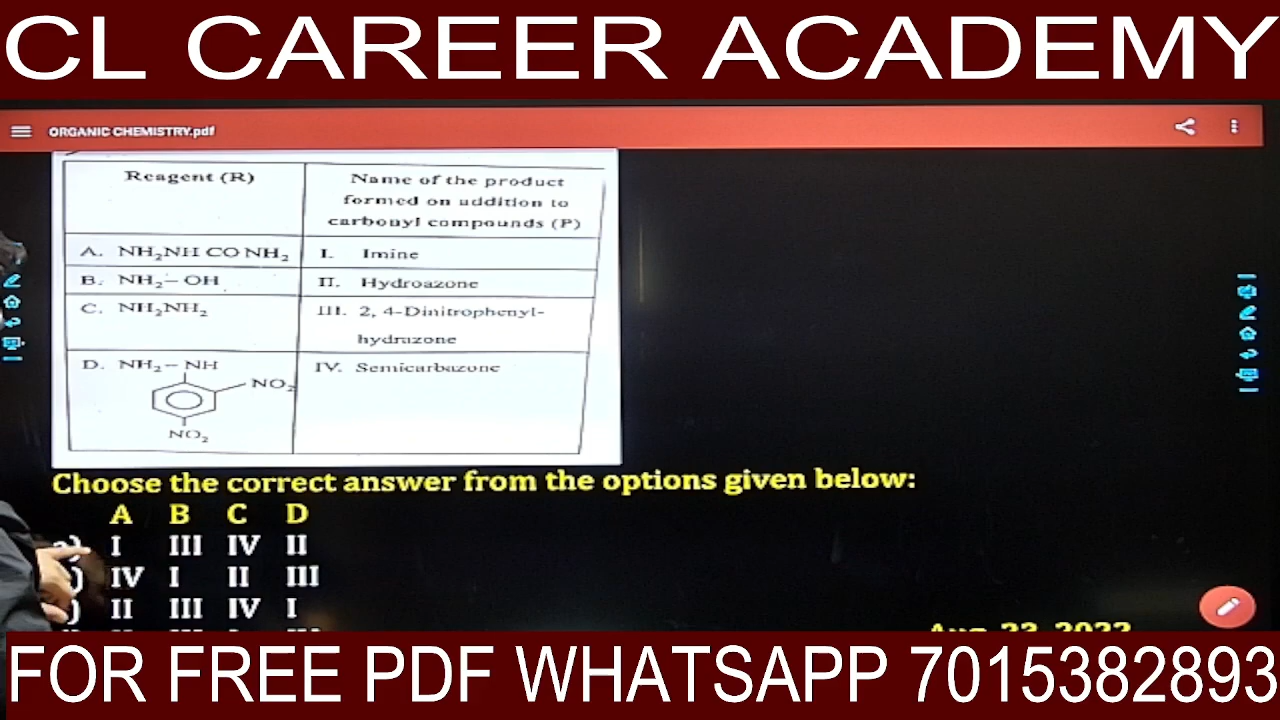 CL CAREER ACADEMY
ORGANIC CHEMISTRY.pdf
Reagent (R)
Name of the product
formed on addition to
carbonyl compounds (P)
A. NH₂NH CO NH₂
I. Imine
B. NH₂– OH
II. Hydroazone
C. NH₂NH₂
III. 2, 4-Dinitrophenyl-
hydrazone
D. NH₂– NH
NO₂
NO₂
IV. Semicarbazone
Choose the correct answer from the options given below:
A B C D
I III IV II
IV I II III
II III IV I
FOR FREE PDF WHATSAPP 7015382893